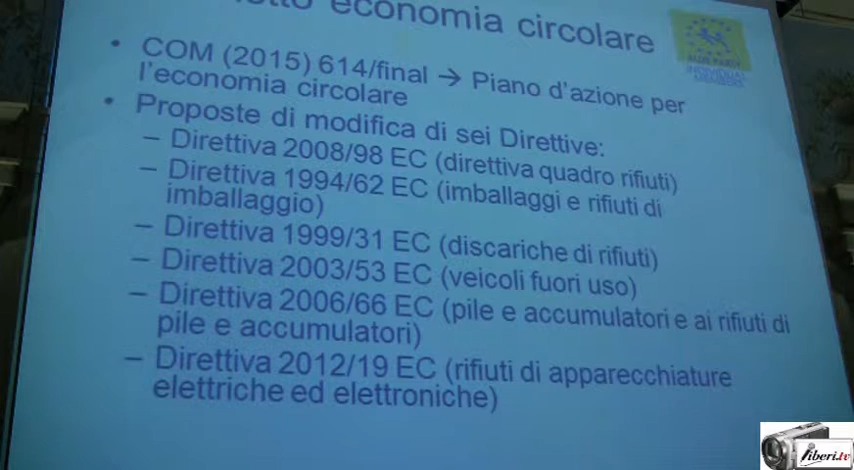 economia circolare
• COM (2015) 614/final → Piano d'azione per
l'economia circolare
• Proposte di modifica di sei Direttive:
– Direttiva 2008/98 EC (direttiva quadro rifiuti)
– Direttiva 1994/62 EC (imballaggi e rifiuti di
imballaggio)
– Direttiva 1999/31 EC (discariche di rifiuti)
– Direttiva 2003/53 EC (veicoli fuori uso)
– Direttiva 2006/66 EC (pile e accumulatori e ai rifiuti di
pile e accumulatori)
– Direttiva 2012/19 EC (rifiuti di apparecchiature
elettriche ed elettroniche)
INDIVIDUAL
MEMBERS
liberi.tv